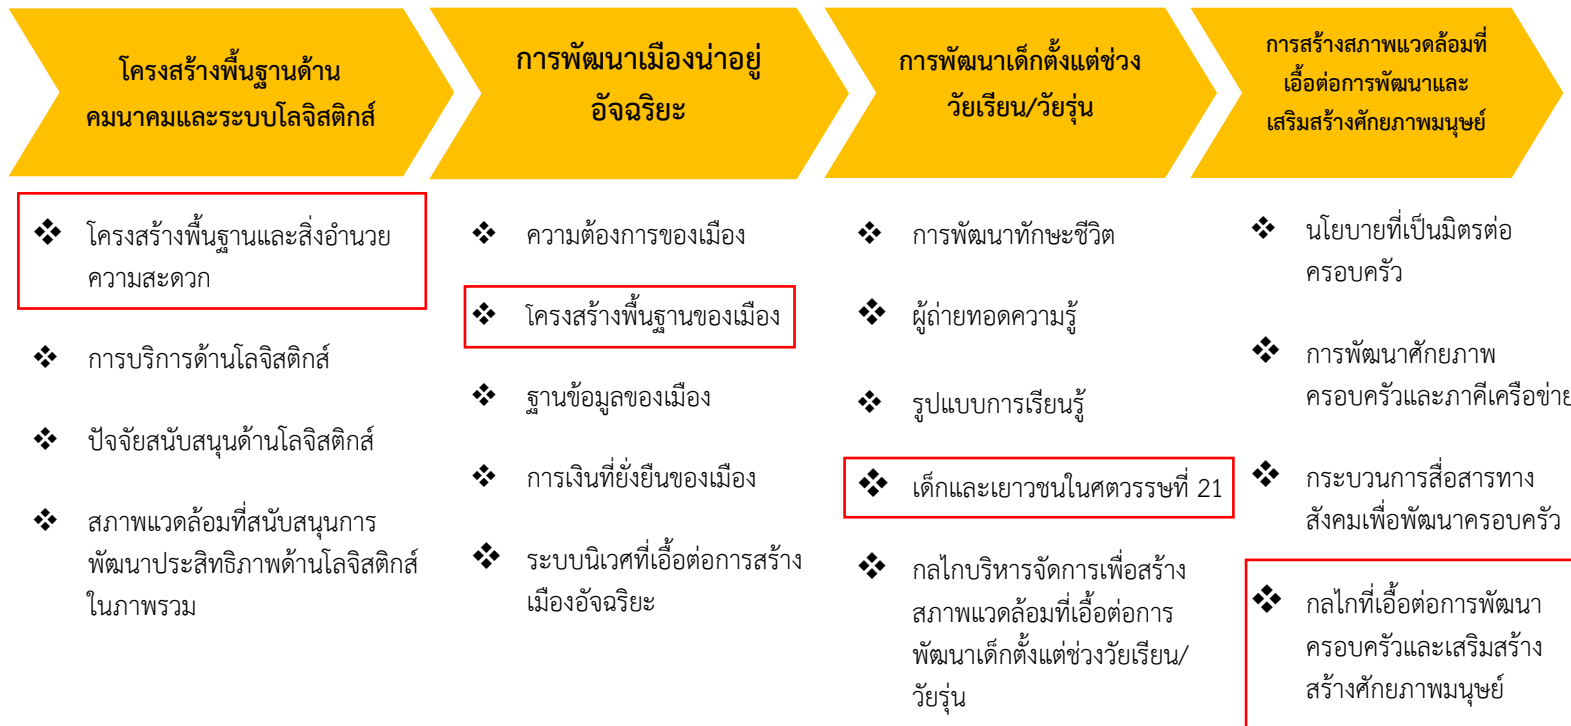 โครงสร้างพื้นฐานด้าน
คมนาคมและระบบโลจิสติกส์
โครงสร้างพื้นฐานและสิ่งอำนวย
ความสะดวก
การบริการด้านโลจิสติกส์
ปัจจัยสนับสนุนด้านโลจิสติกส์
สภาพแวดล้อมที่สนับสนุนการ
พัฒนาประสิทธิภาพด้านโลจิสติกส์
ในภาพรวม
การพัฒนาเมืองน่าอยู่
อัจฉริยะ
ความต้องการของเมือง
โครงสร้างพื้นฐานของเมือง
ฐานข้อมูลของเมือง
การเงินที่ยั่งยืนของเมือง
ระบบนิเวศที่เอื้อต่อการสร้าง
เมืองอัจฉริยะ
การพัฒนาเด็กตั้งแต่ช่วง
วัยเรียน/วัยรุ่น
การพัฒนาทักษะชีวิต
ผู้ถ่ายทอดความรู้
รูปแบบการเรียนรู้
เด็กและเยาวชนในศตวรรษที่ 21
กลไกบริหารจัดการเพื่อสร้าง
สภาพแวดล้อมที่เอื้อต่อการ
พัฒนาเด็กตั้งแต่ช่วงวัยเรียน/
วัยรุ่น
การสร้างสภาพแวดล้อมที่
เอื้อต่อการพัฒนาและ
เสริมสร้างศักยภาพมนุษย์
นโยบายที่เป็นมิตรต่อ
ครอบครัว
การพัฒนาศักยภาพ
ครอบครัวและภาคีเครือข่าย
กระบวนการสื่อสารทาง
สังคมเพื่อพัฒนาครอบครัว
กลไกที่เอื้อต่อการพัฒนา
ครอบครัวและเสริมสร้าง
สร้างศักยภาพมนุษย์